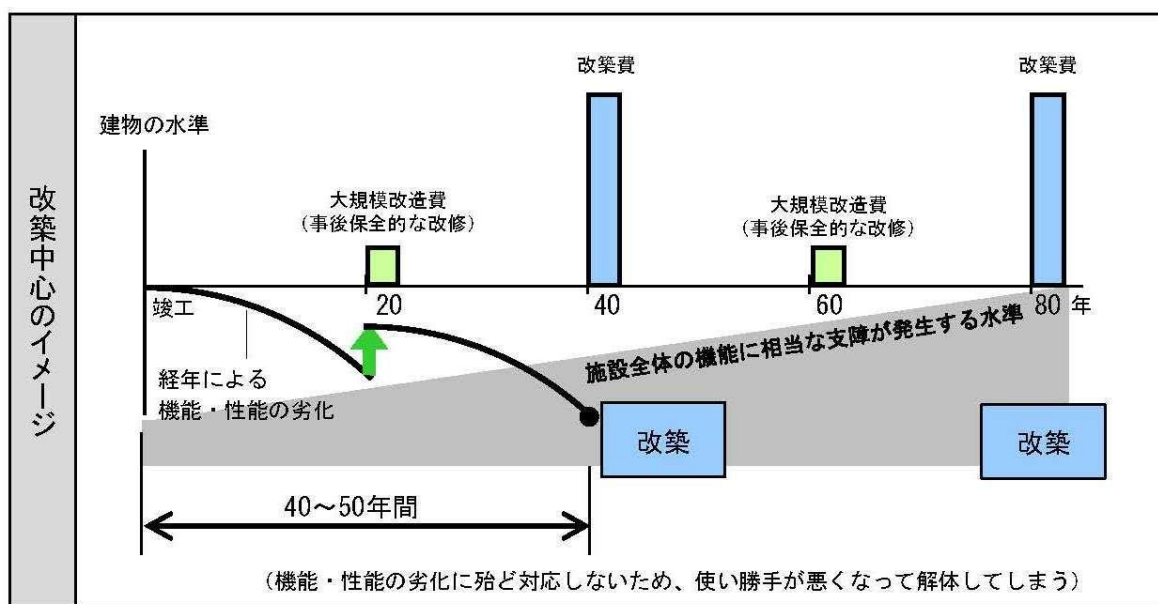 改築中心のイメージ
改築費
改築費
建物の水準
大規模改造費
(事後保全的な改修)
大規模改造費
(事後保全的な改修)
竣工
20
40
60
80 年
施設全体の機能に相当な支障が発生する水準
経年による
機能・性能の劣化
改築
改築
40～50年間
(機能・性能の劣化に殆ど対応しないため、使い勝手が悪くなって解体してしまう)